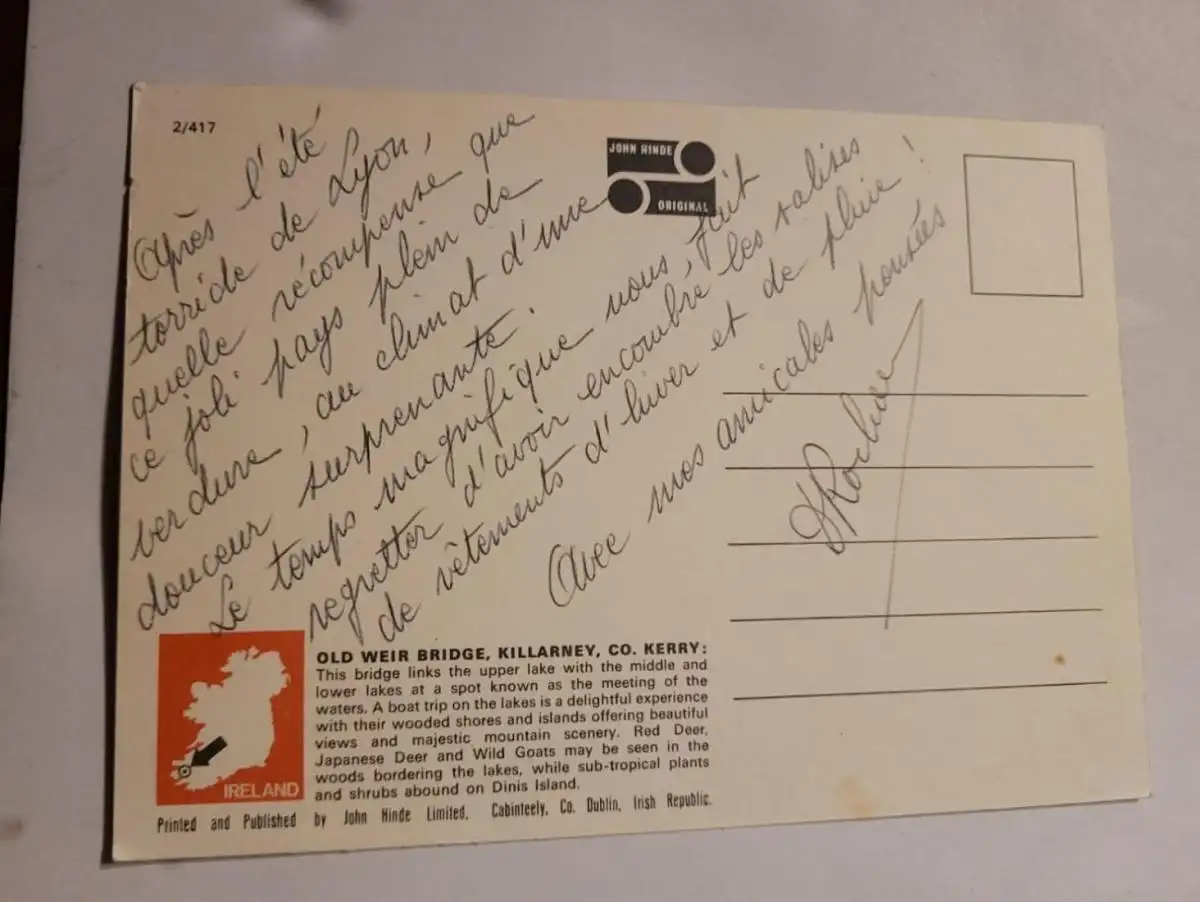 2/417
JOHN HINDE
ORIGINAL
Après l'été
torride de Lyon,
quelle récompense que
ce joli pays plein de
verdure, au climat d'une
douceur surprenante.
Le temps magnifique nous fait
regretter d'avoir encombré les valises
de vêtements d'hiver et de pluie !
Avec mos amicales pensées
OLD WEIR BRIDGE, KILLARNEY, CO. KERRY:
This bridge links the upper lake with the middle and
lower lakes at a spot known as the meeting of the
waters. A boat trip on the lakes is a delightful experience
with their wooded shores and islands offering beautiful
views and majestic mountain scenery. Red Deer,
Japanese Deer and Wild Goats may be seen in the
woods bordering the lakes, while sub-tropical plants
and shrubs abound on Dinis Island.
IRELAND
Printed and Published by John Hinde Limited, Cabinteely, Co. Dublin, Irish Republic.